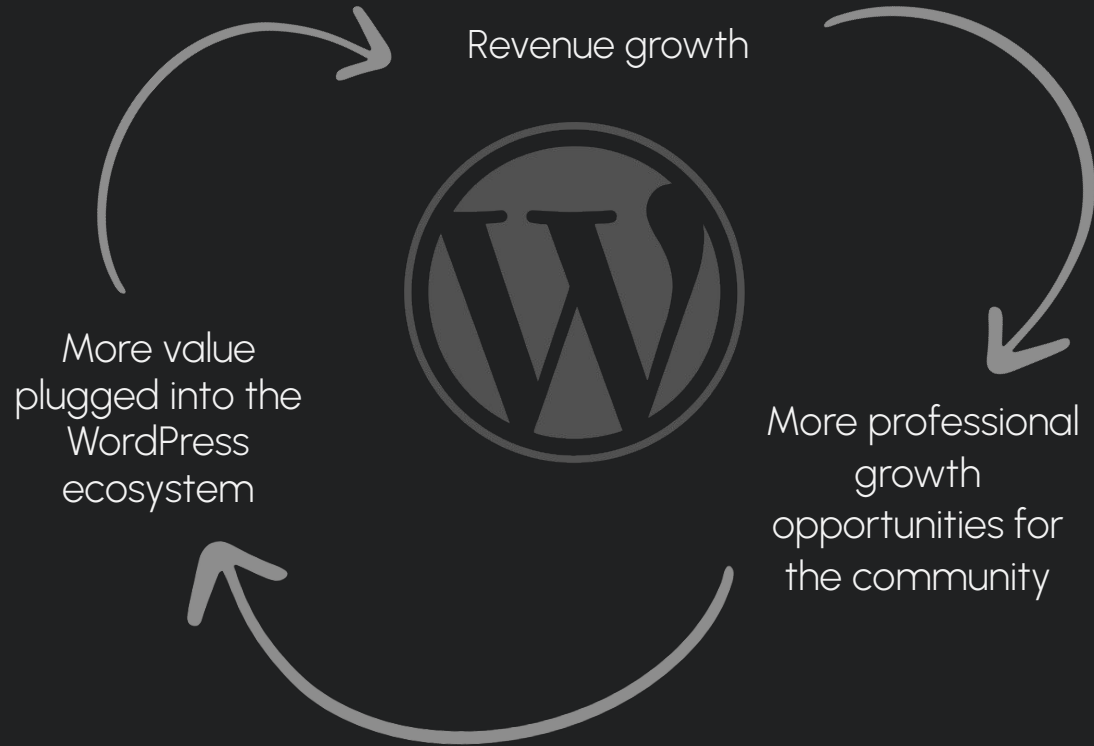 Revenue growth
More value
plugged into the
WordPress
ecosystem
More professional
growth
opportunities for
the community